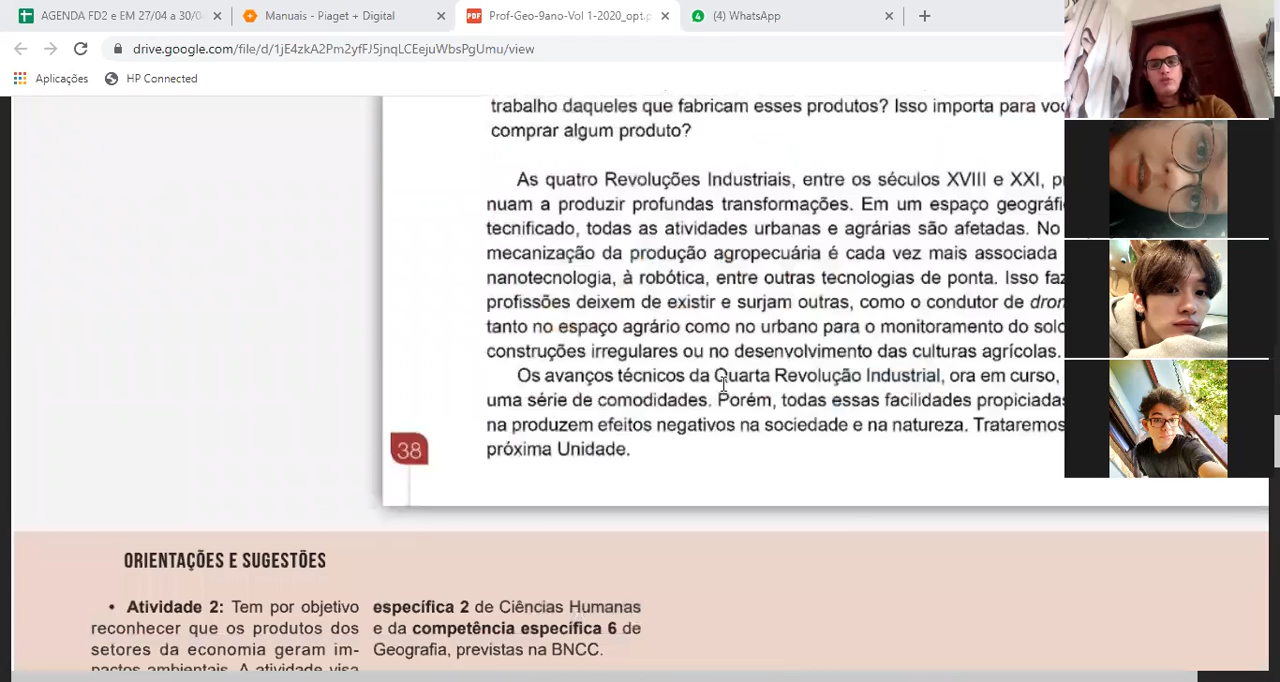 AGENDA FD2 e EM 27/04 a 30/0
Manuais - Piaget + Digital
Prof-Geo-9ano-Vol 1-2020_opt.p
(4) WhatsApp
drive.google.com/file/d/1jE4zkA2Pm2yfFJ5jnqLCEejuWbsPgUmu/view
Aplicações
HP Connected
trabalho daqueles que fabricam esses produtos? Isso importa para voc
comprar algum produto?
As quatro Revoluções Industriais, entre os séculos XVIII e XXI, pr
nuam a produzir profundas transformações. Em um espaço geográfi
tecnificado, todas as atividades urbanas e agrárias são afetadas. No
mecanização da produção agropecuária é cada vez mais associada
nanotecnologia, à robótica, entre outras tecnologias de ponta. Isso faz
profissões deixem de existir e surjam outras, como o condutor de dron
tanto no espaço agrário como no urbano para o monitoramento do solo
construções irregulares ou no desenvolvimento das culturas agrícolas.
Os avanços técnicos da Quarta Revolução Industrial, ora em curso,
uma série de comodidades. Porém, todas essas facilidades propiciadas
na produzem efeitos negativos na sociedade e na natureza. Trataremos
próxima Unidade.
38
ORIENTAÇÕES E SUGESTÕES
• Atividade 2: Tem por objetivo
reconhecer que os produtos dos
setores da economia geram im-
pactos ambientais. A atividade visa
específica 2 de Ciências Humanas
e da competência específica 6 de
Geografia, previstas na BNCC.